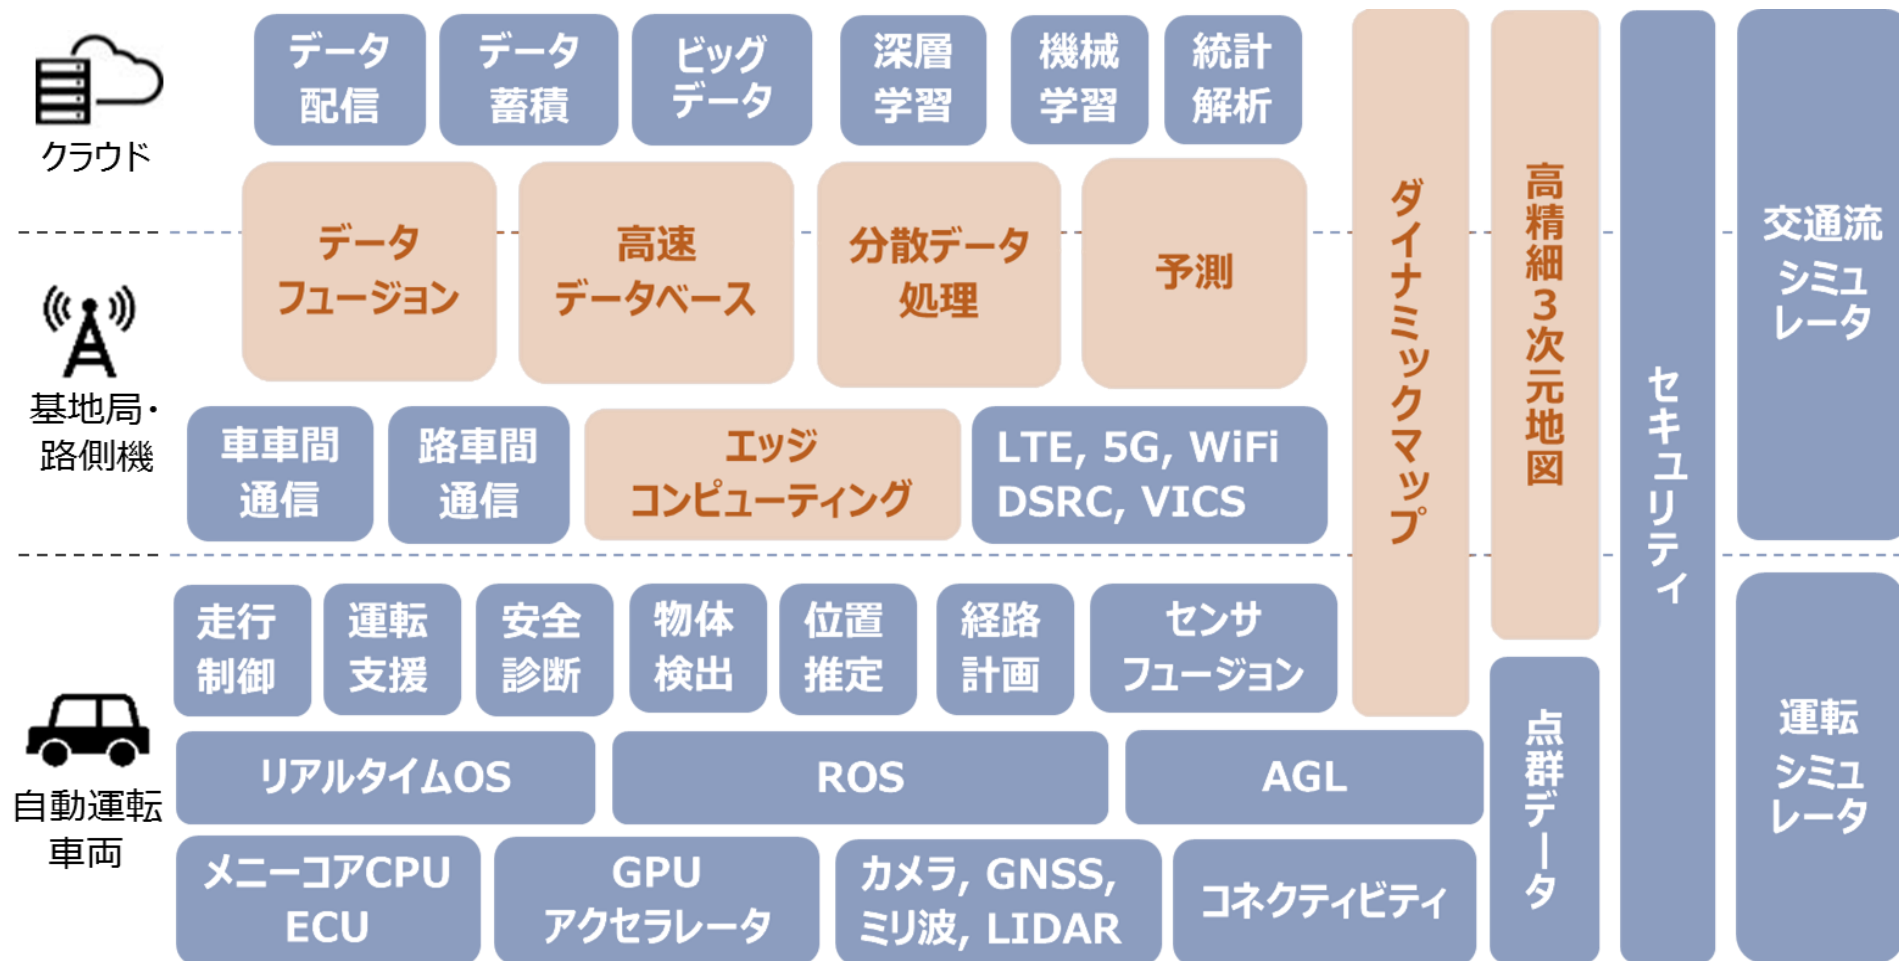 データ
配信
データ
蓄積
ビッグ
データ
深層
学習
機械
学習
統計
解析
クラウド
データ
フュージョン
高速
データベース
分散データ
処理
予測
基地局・
路側機
車車間
通信
路車間
通信
エッジ
コンピューティング
LTE, 5G, WiFi
DSRC, VICS
ダイナミックマップ
高精細3次元地図
セキュリティ
交通流
シミュ
レータ
走行
制御
運転
支援
安全
診断
物体
検出
位置
推定
経路
計画
センサ
フュージョン
自動運転
車両
リアルタイムOS
ROS
AGL
メニーコアCPU
ECU
GPU
アクセラレータ
カメラ, GNSS,
ミリ波, LIDAR
コネクティビティ
点群データ
運転
シミュ
レータ